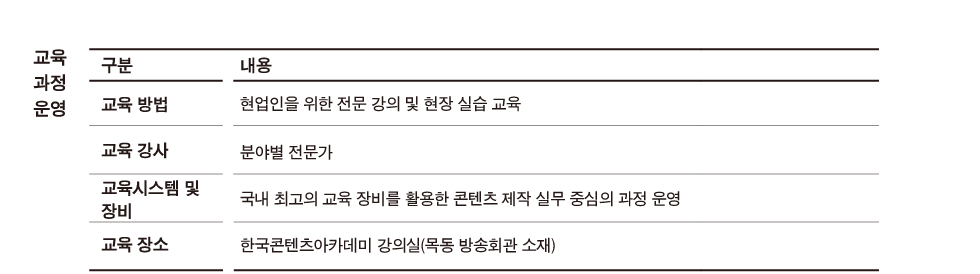 교육
과정
운영
구분 내용
교육 방법 현업인을 위한 전문 강의 및 현장 실습 교육
교육 강사 분야별 전문가
교육시스템 및
장비
국내 최고의 교육 장비를 활용한 콘텐츠 제작 실무 중심의 과정 운영
교육 장소 한국콘텐츠아카데미 강의실(목동 방송회관 소재)